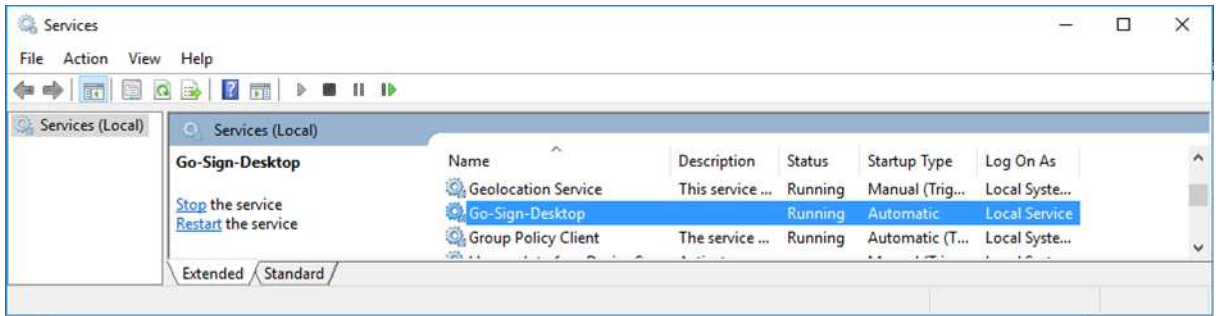 Services
File Action View Help
Services (Local)
Services (Local)
Go-Sign-Desktop
Stop the service
Restart the service
Name Description Status Startup Type Log On As
Geolocation Service This service ... Running Manual (Trig... Local Syste...
Go-Sign-Desktop Running Automatic Local Service
Group Policy Client The service ... Running Automatic (T... Local Syste...
Extended Standard